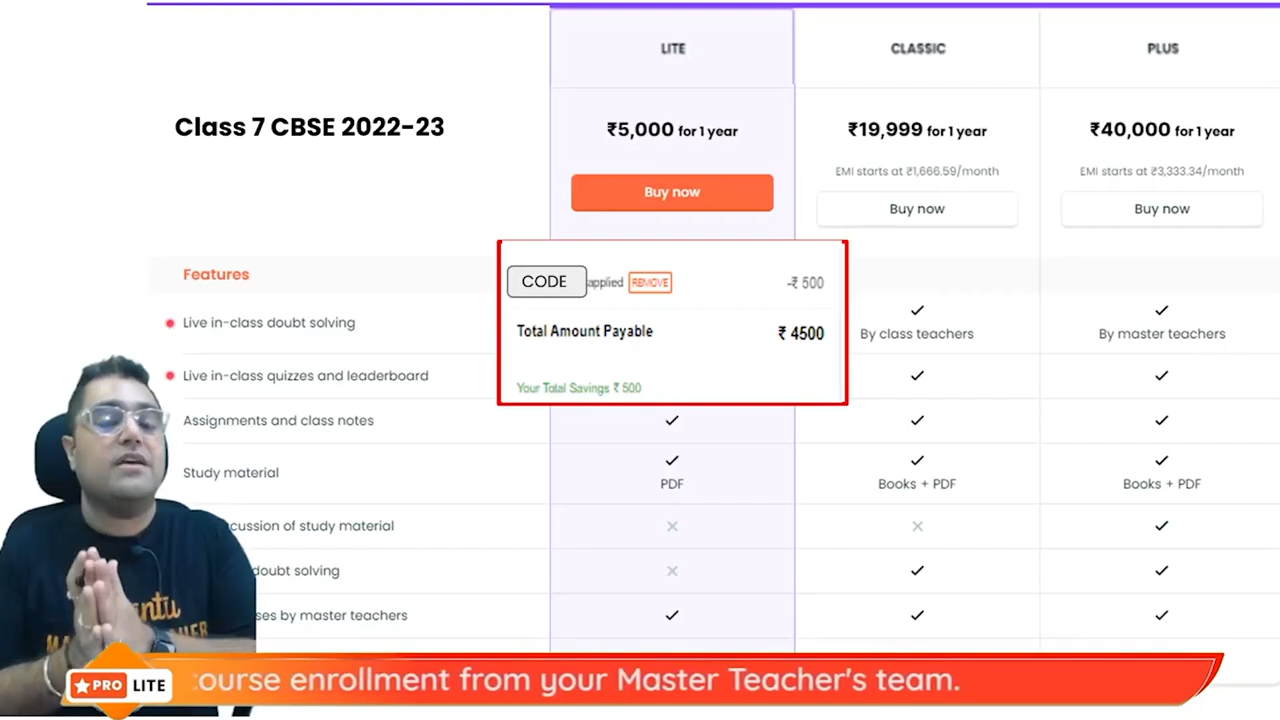 LITE CLASSIC PLUS
Class 7 CBSE 2022-23
₹5,000 for 1 year ₹19,999 for 1 year ₹40,000 for 1 year
EMI starts at ₹1,666.59/month EMI starts at ₹3,333.34/month
Buy now Buy now Buy now
Features
CODE applied REMOVE -₹ 500
Live in-class doubt solving
Total Amount Payable ₹ 4500
By class teachers By master teachers
Live in-class quizzes and leaderboard
Your Total Savings ₹ 500
Assignments and class notes
Study material
PDF Books + PDF Books + PDF
cussion of study material
doubt solving
ses by master teachers
PRO LITE
ourse enrollment from your Master Teacher's team.